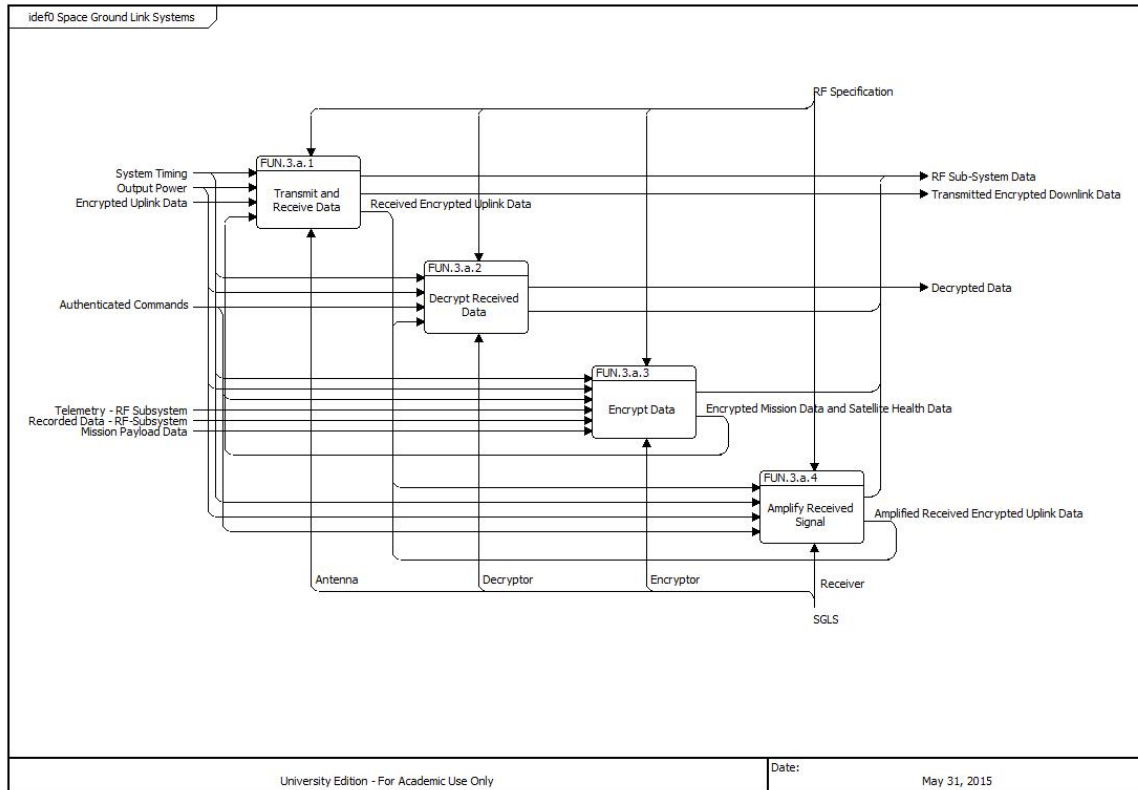 idef0 Space Ground Link Systems
RF Specification
FUN.3.a.1
Transmit and
Receive Data
System Timing
Output Power
Encrypted Uplink Data
RF Sub-System Data
Transmitted Encrypted Downlink Data
Received Encrypted Uplink Data
FUN.3.a.2
Decrypt Received
Data
Decrypted Data
Authenticated Commands
FUN.3.a.3
Encrypt Data
Telemetry - RF Subsystem
Recorded Data - RF-Subsystem
Mission Payload Data
Encrypted Mission Data and Satellite Health Data
FUN.3.a.4
Amplify Received
Signal
Amplified Received Encrypted Uplink Data
Antenna
Decryptor
Encryptor
Receiver
SGLS
University Edition - For Academic Use Only
Date:
May 31, 2015